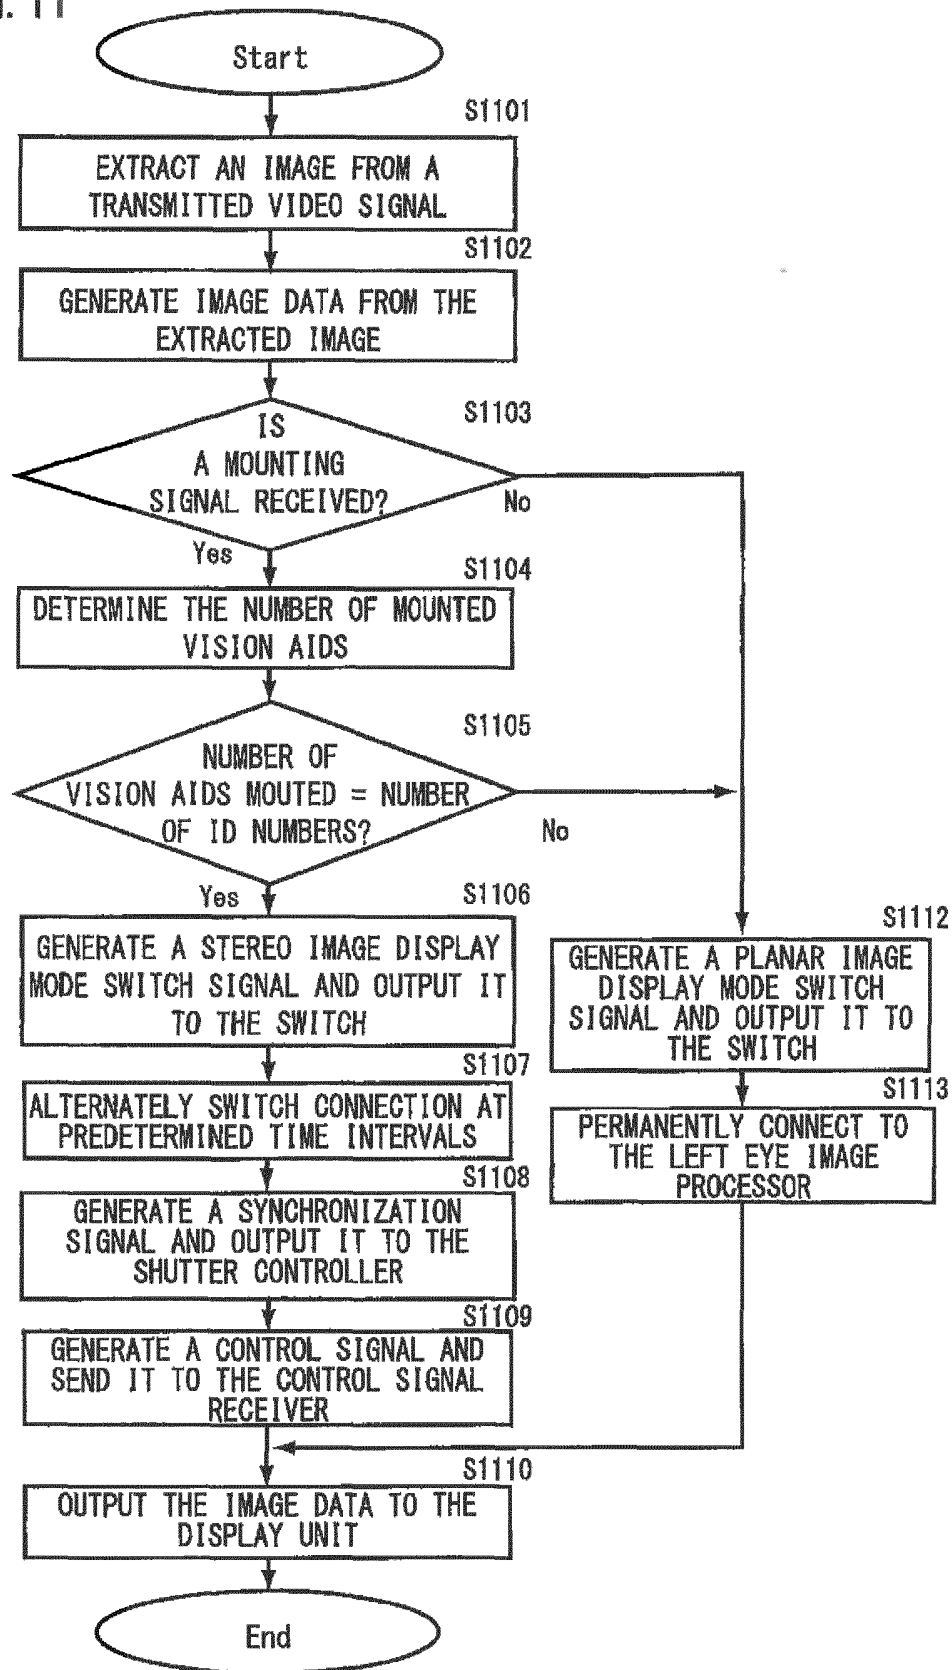 Start
S1101
EXTRACT AN IMAGE FROM A
TRANSMITTED VIDEO SIGNAL
S1102
GENERATE IMAGE DATA FROM THE
EXTRACTED IMAGE
S1103
IS
A MOUNTING
SIGNAL RECEIVED?
No
Yes
S1104
DETERMINE THE NUMBER OF MOUNTED
VISION AIDS
S1105
NUMBER OF
VISION AIDS MOUTED = NUMBER
OF ID NUMBERS?
No
Yes
S1106
GENERATE A STEREO IMAGE DISPLAY
MODE SWITCH SIGNAL AND OUTPUT IT
TO THE SWITCH
S1107
ALTERNATELY SWITCH CONNECTION AT
PREDETERMINED TIME INTERVALS
S1108
GENERATE A SYNCHRONIZATION
SIGNAL AND OUTPUT IT TO THE
SHUTTER CONTROLLER
S1109
GENERATE A CONTROL SIGNAL AND
SEND IT TO THE CONTROL SIGNAL
RECEIVER
S1112
GENERATE A PLANAR IMAGE
DISPLAY MODE SWITCH
SIGNAL AND OUTPUT IT TO
THE SWITCH
S1113
PERMANENTLY CONNECT TO
THE LEFT EYE IMAGE
PROCESSOR
S1110
OUTPUT THE IMAGE DATA TO THE
DISPLAY UNIT
End